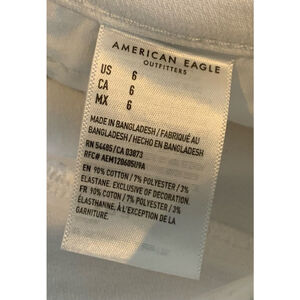 AMERICAN EAGLE
OUTFITTERS
US 6
CA 6
MX 6
MADE IN BANGLADESH / FABRIQUÉ AU
BANGLADESH / HECHO EN BANGLADESH
RN 54485/CA 03873
RFC# AEM120605U9A
EN 90% COTTON / 7% POLYESTER / 3%
ELASTANE. EXCLUSIVE OF DECORATION.
FR 90% COTON / 7% POLYESTER / 3%
ÉLASTHANNE. À L'EXCEPTION DE LA
GARNITURE.